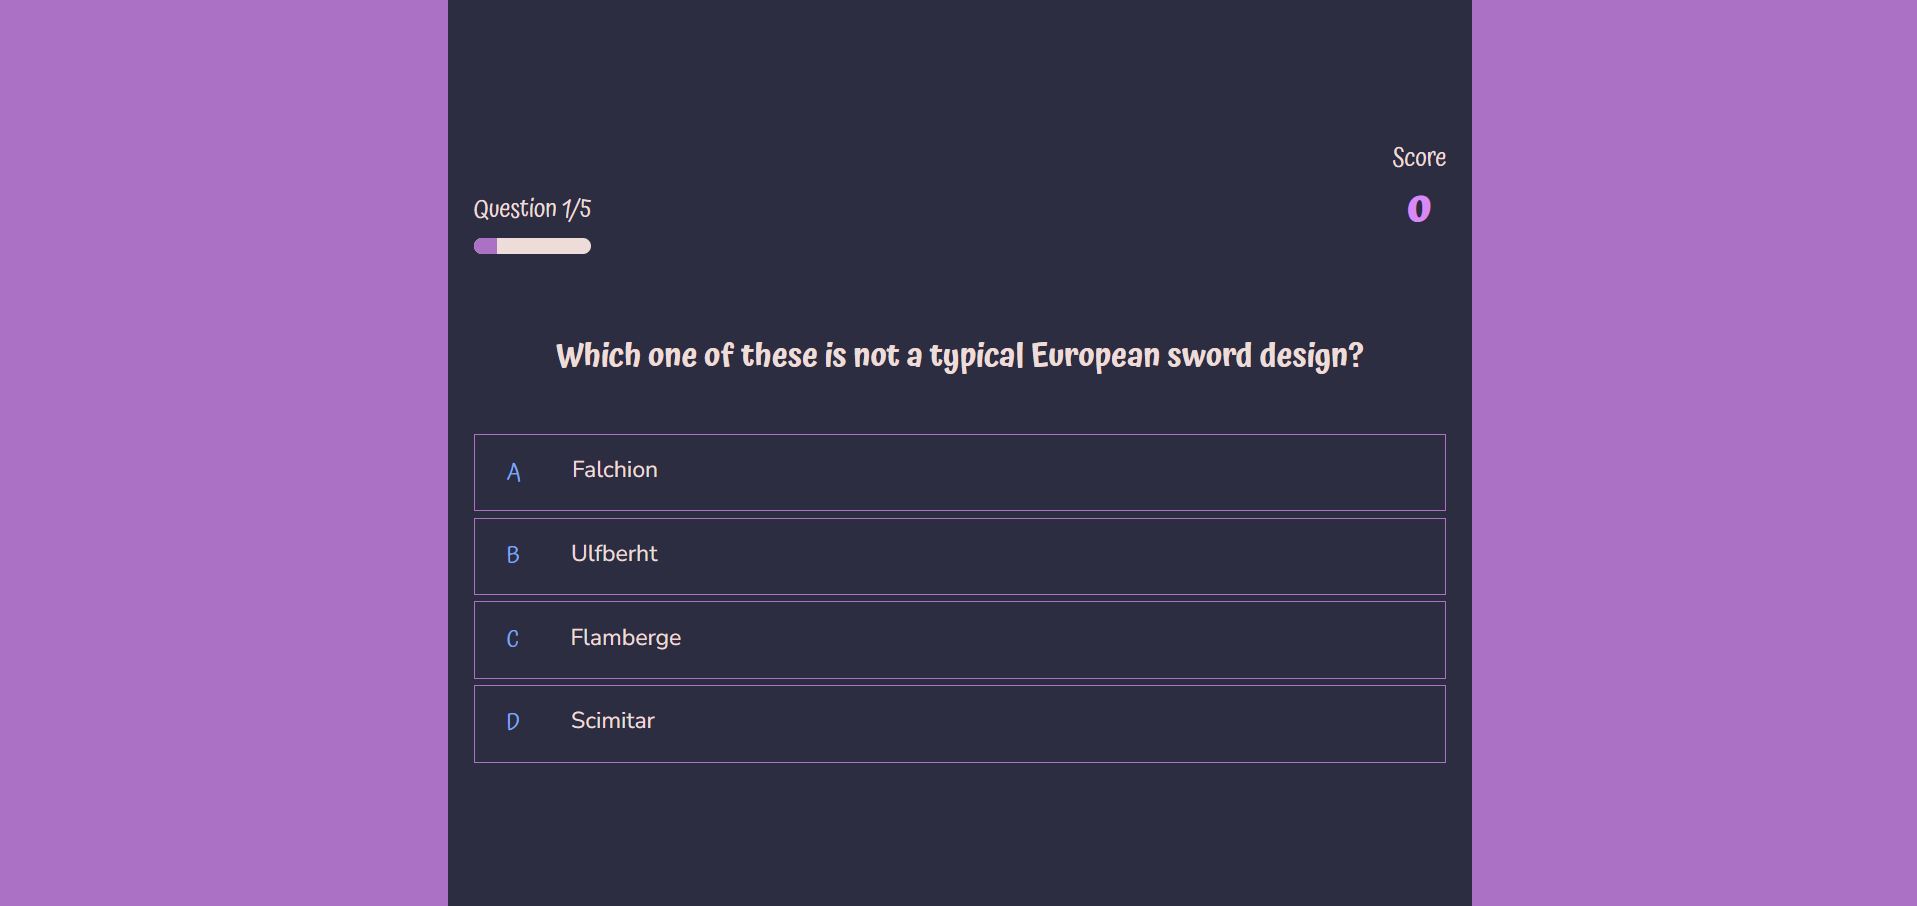 Score
Question 1/5
0
Which one of these is not a typical European sword design?
A Falchion
B Ulfberht
C Flamberge
D Scimitar